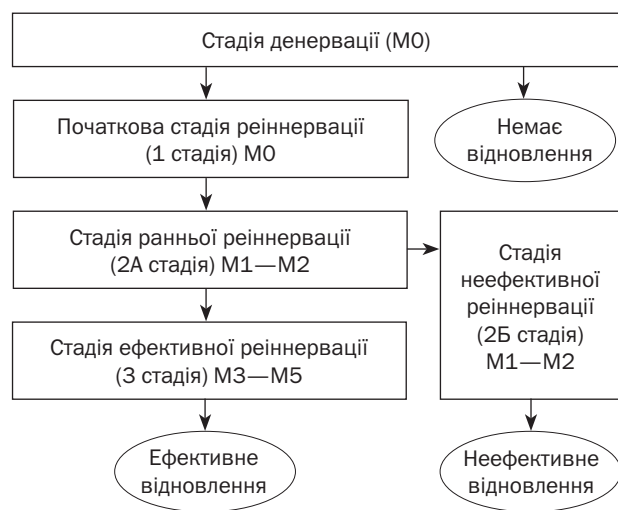 Стадія денервації (М0)
Початкова стадія реіннервації
(1 стадія) М0
Немає
відновлення
Стадія ранньої реіннервації
(2А стадія) М1—М2
Стадія
неефективної
реіннервації
(2Б стадія)
М1—М2
Стадія ефективної реіннервації
(3 стадія) М3—М5
Ефективне
відновлення
Неефективне
відновлення